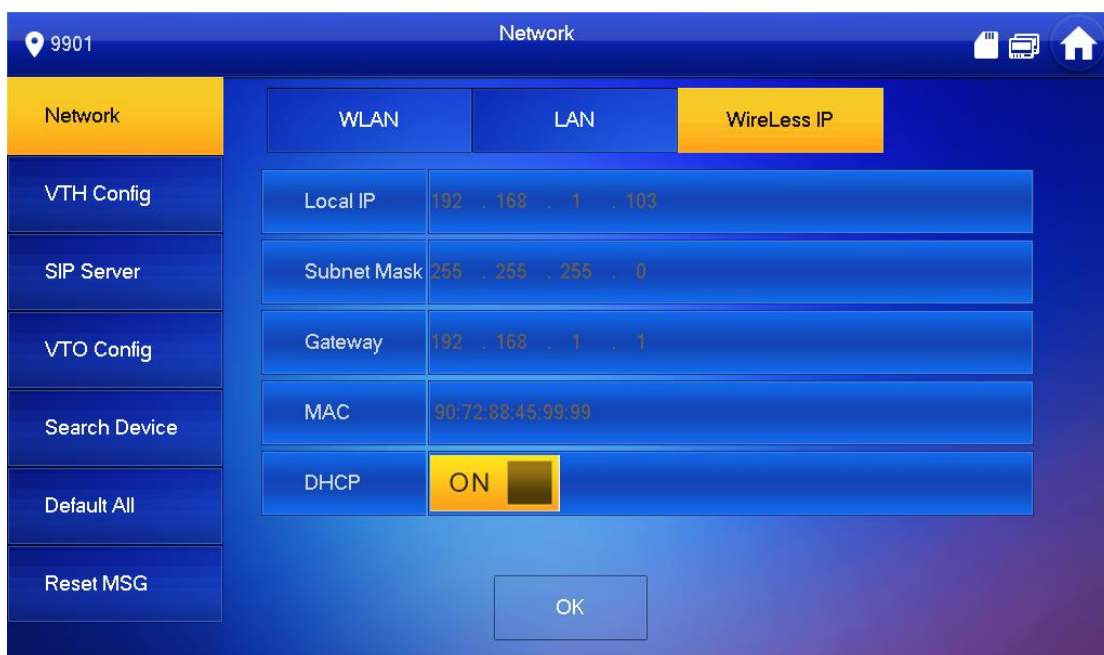 9901
Network
Network
WLAN
LAN
WireLess IP
VTH Config
Local IP
192 . 168 . 1 . 103
SIP Server
Subnet Mask
255 . 255 . 255 . 0
VTO Config
Gateway
192 . 168 . 1 . 1
Search Device
MAC
90:72:88:45:99:99
Default All
DHCP
ON
Reset MSG
OK